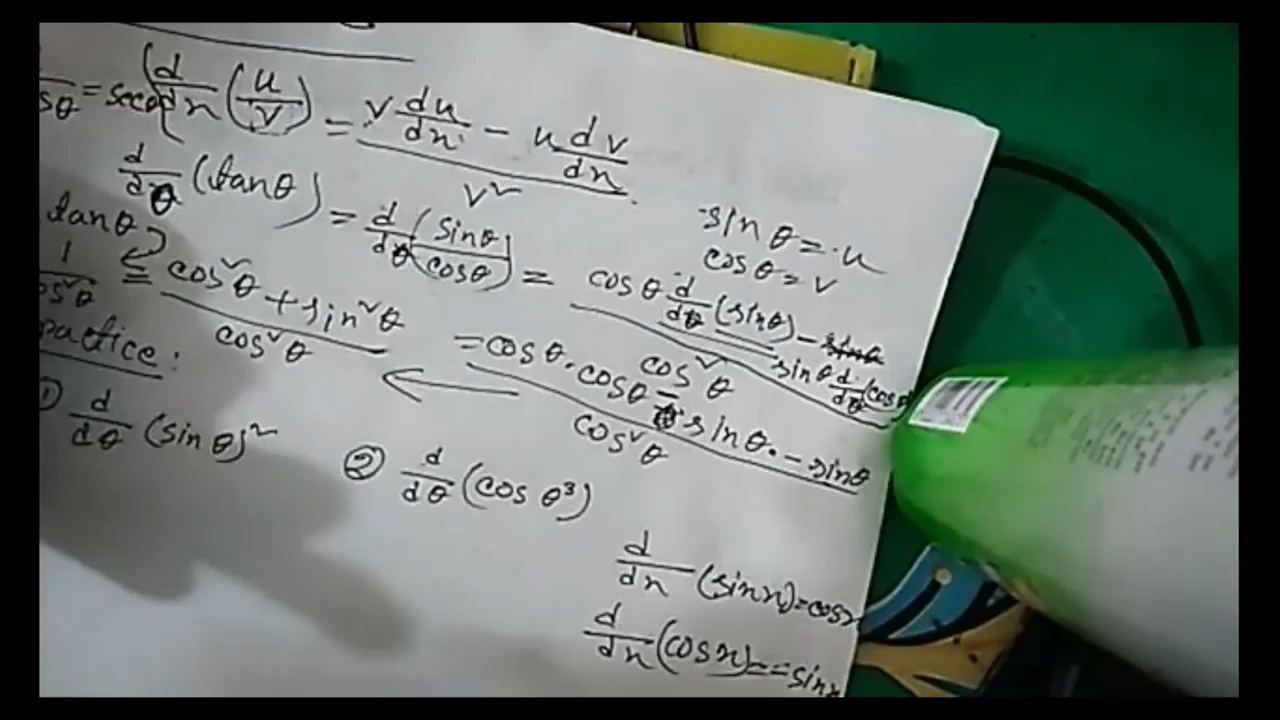 sθ = secθ
d/dx (u/v) = (v du/dx - u dv/dx) / v²
d/dθ (tanθ) = d/dθ (sinθ/cosθ) = (cosθ d/dθ (sinθ) - sinθ d/dθ (cosθ)) / cos²θ
sinθ = u
cosθ = v
= (cosθ.cosθ - sinθ.-sinθ) / cos²θ
= (cos²θ + sin²θ) / cos²θ
tanθ
1/cos²θ
practice:
① d/dθ (sinθ)²
② d/dθ (cos θ³)
d/dx (sinx) = cosx
d/dx (cosx) = -sinx